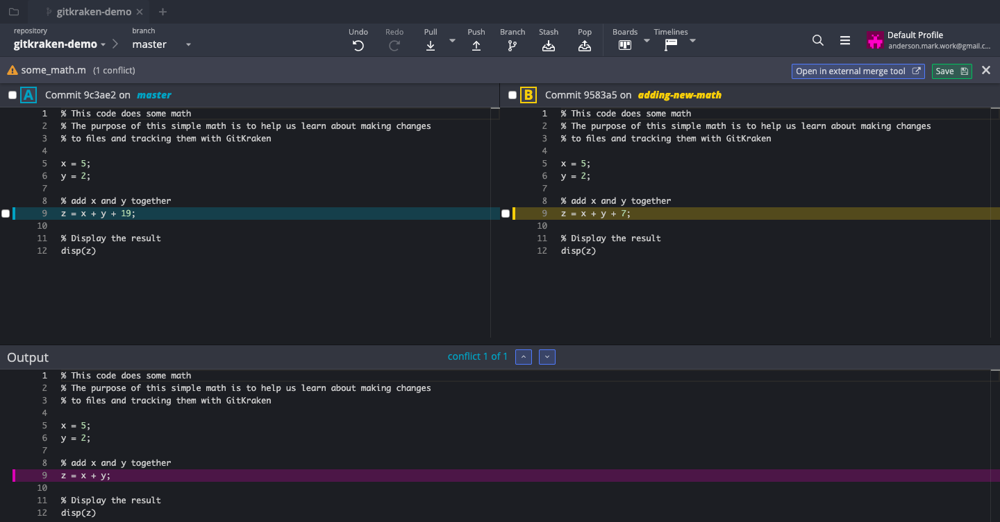 gitkraken-demo
repository
branch
gitkraken-demo
master
Undo
Redo
Pull
Push
Branch
Stash
Pop
Boards
Timelines
Default Profile
anderson.mark.work@gmail.c...
some_math.m (1 conflict)
Open in external merge tool
Save
A Commit 9c3ae2 on master
1 % This code does some math
2 % The purpose of this simple math is to help us learn about making changes
3 % to files and tracking them with GitKraken
4
5 x = 5;
6 y = 2;
7
8 % add x and y together
9 z = x + y + 19;
10
11 % Display the result
12 disp(z)
B Commit 9583a5 on adding-new-math
1 % This code does some math
2 % The purpose of this simple math is to help us learn about making changes
3 % to files and tracking them with GitKraken
4
5 x = 5;
6 y = 2;
7
8 % add x and y together
9 z = x + y + 7;
10
11 % Display the result
12 disp(z)
Output
conflict 1 of 1
1 % This code does some math
2 % The purpose of this simple math is to help us learn about making changes
3 % to files and tracking them with GitKraken
4
5 x = 5;
6 y = 2;
7
8 % add x and y together
9 z = x + y;
10
11 % Display the result
12 disp(z)